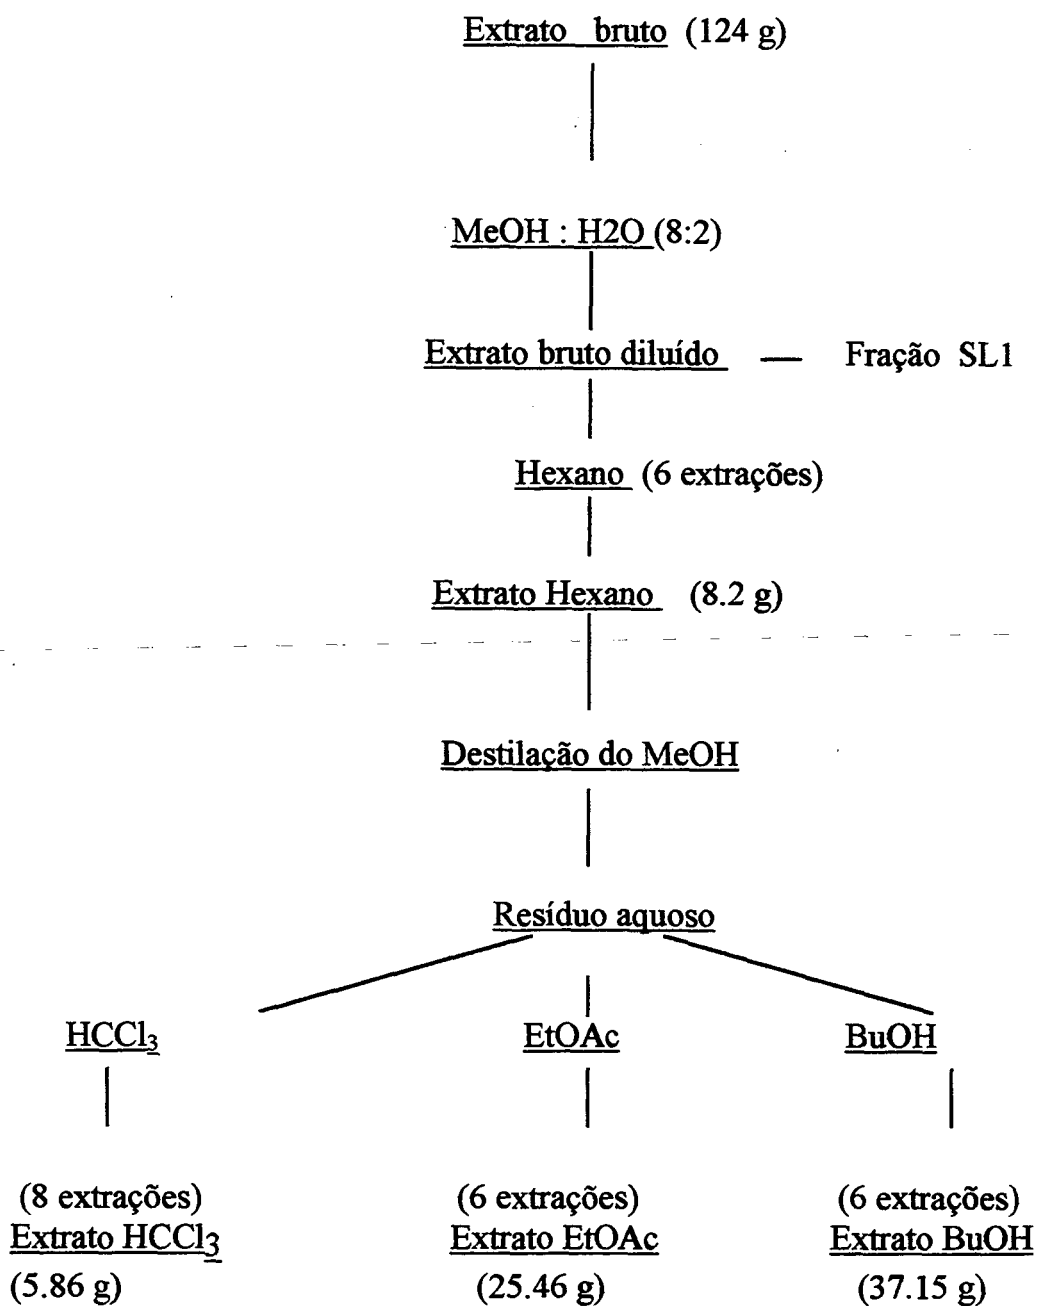 Extrato bruto (124 g)
MeOH : H2O (8:2)
Extrato bruto diluído — Fração SL1
Hexano (6 extrações)
Extrato Hexano (8.2 g)
Destilação do MeOH
Resíduo aquoso
HCCl3 EtOAc BuOH
(8 extrações) (6 extrações) (6 extrações)
Extrato HCCl3 Extrato EtOAc Extrato BuOH
(5.86 g) (25.46 g) (37.15 g)